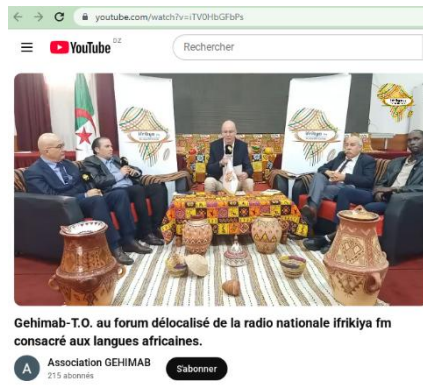 youtube.com/watch?v=iTV0HbGFbPs
YouTube DZ
Rechercher
Gehimab-T.O. au forum délocalisé de la radio nationale ifrikiya fm
consacré aux langues africaines.
A
Association GEHIMAB
215 abonnés
S'abonner